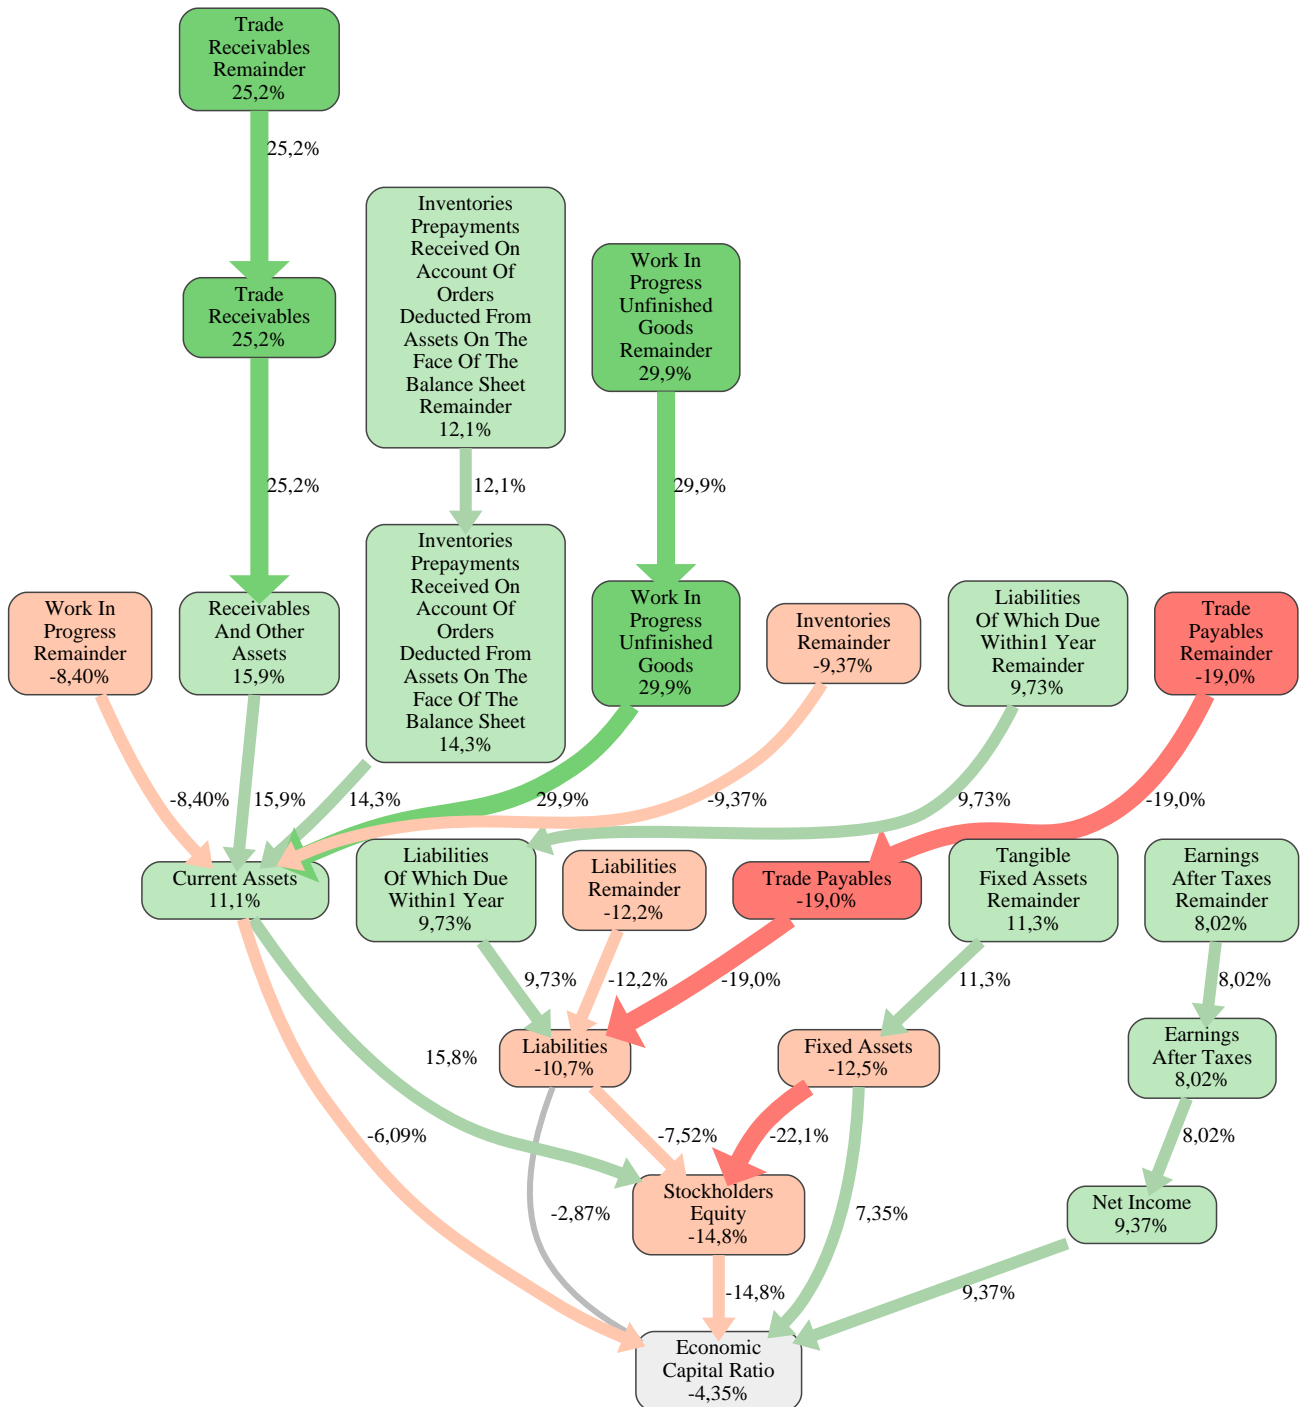 Trade
Receivables
Remainder
25,2%
25,2%
Inventories
Prepayments
Received On
Account Of
Orders
Deducted From
Assets On The
Face Of The
Balance Sheet
Remainder
12,1%
Work In
Progress
Unfinished
Goods
Remainder
29,9%
Trade
Receivables
25,2%
25,2%
12,1%
29,9%
Work In
Progress
Remainder
-8,40%
Receivables
And Other
Assets
15,9%
Inventories
Prepayments
Received On
Account Of
Orders
Deducted From
Assets On The
Face Of The
Balance Sheet
14,3%
Work In
Progress
Unfinished
Goods
29,9%
Inventories
Remainder
-9,37%
Liabilities
Of Which Due
Within1 Year
Remainder
9,73%
Trade
Payables
Remainder
-19,0%
-8,40%
15,9%
14,3%
29,9%
-9,37%
9,73%
-19,0%
Current Assets
11,1%
Liabilities
Of Which Due
Within1 Year
9,73%
Liabilities
Remainder
-12,2%
Trade Payables
-19,0%
Tangible
Fixed Assets
Remainder
11,3%
Earnings
After Taxes
Remainder
8,02%
9,73%
-12,2%
-19,0%
11,3%
8,02%
15,8%
Liabilities
-10,7%
Fixed Assets
-12,5%
Earnings
After Taxes
8,02%
-6,09%
-7,52%
-22,1%
8,02%
-2,87%
Stockholders
Equity
-14,8%
7,35%
Net Income
9,37%
-14,8%
9,37%
Economic
Capital Ratio
-4,35%